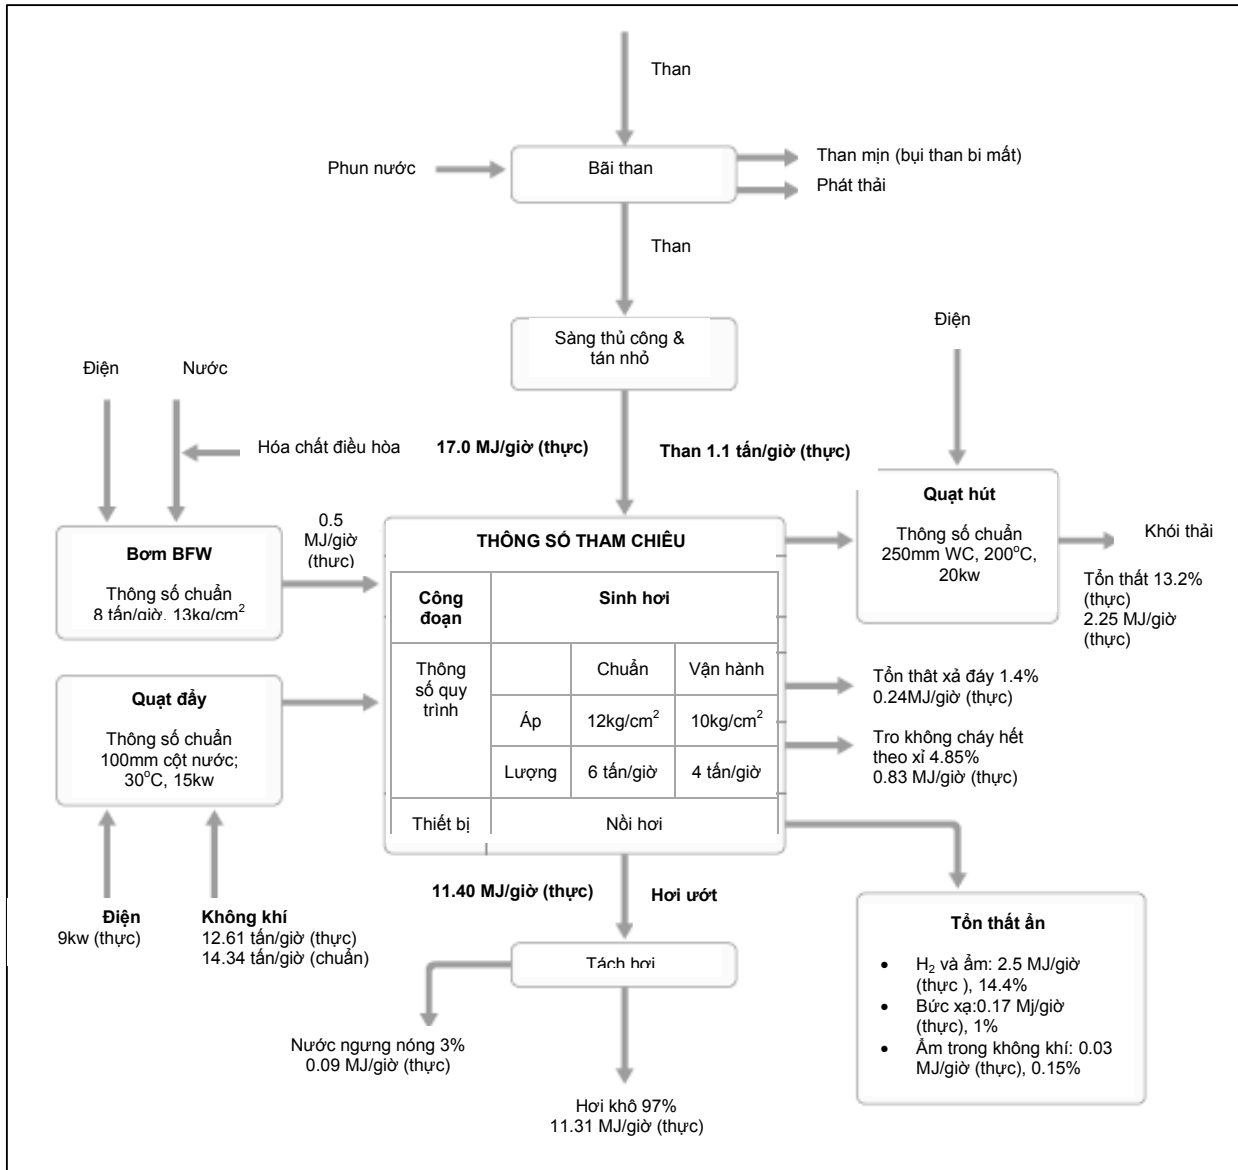 Than
Phun nước
Bãi than
Than mịn (bụi than bi mất)
Phát thải
Than
Sàng thủ công &
tán nhỏ
Điện
Điện
Nước
Hóa chất điều hòa
17.0 MJ/giờ (thực)
Than 1.1 tấn/giờ (thực)
Bơm BFW
Thông số chuẩn
8 tấn/giờ, 13kg/cm²
0.5
MJ/giờ
(thưc)
Quạt hút
Thông số chuẩn
250mm WC, 200°C,
20kw
Khói thải
Tổn thất 13.2%
(thực)
2.25 MJ/giờ
(thực)
THÔNG SỐ THAM CHIẾU
Công
đoạn
Sinh hơi
Thông
số quy
trình
Chuẩn
Vận hành
Áp
12kg/cm²
10kg/cm²
Lượng
6 tấn/giờ
4 tấn/giờ
Thiết bị
Nồi hơi
Quạt đẩy
Thông số chuẩn
100mm cột nước;
30°C, 15kw
Tổn thât xả đáy 1.4%
0.24MJ/giờ (thực)
Tro không cháy hết
theo xỉ 4.85%
0.83 MJ/giờ (thực)
Điện
9kw (thực)
Không khí
12.61 tấn/giờ (thực)
14.34 tấn/giờ (chuẩn)
11.40 MJ/giờ (thực)
Hơi ướt
Tách hơi
Nước ngưng nóng 3%
0.09 MJ/giờ (thực)
Hơi khô 97%
11.31 MJ/giờ (thực)
Tổn thất ẩn
• H₂ và ẩm: 2.5 MJ/giờ
(thực ), 14.4%
• Bức xạ:0.17 Mj/giờ
(thực), 1%
• Ẩm trong không khí: 0.03
MJ/giờ (thực), 0.15%